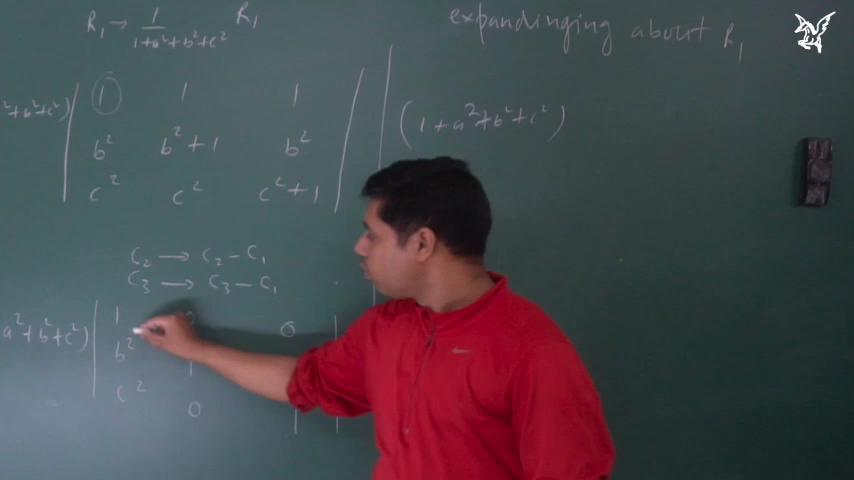 R₁ → 1/(1+a²+b²+c²) R₁
expandinging about R₁
²+b²+c²) | 1 1 1 |
(1+a²+b²+c²)
b² b²+1 b²
c² c² c²+1
C₂ → C₂ - C₁
C₃ → C₃ - C₁
a²+b²+c²) | 1 0 0
b² 1
c² 0 1